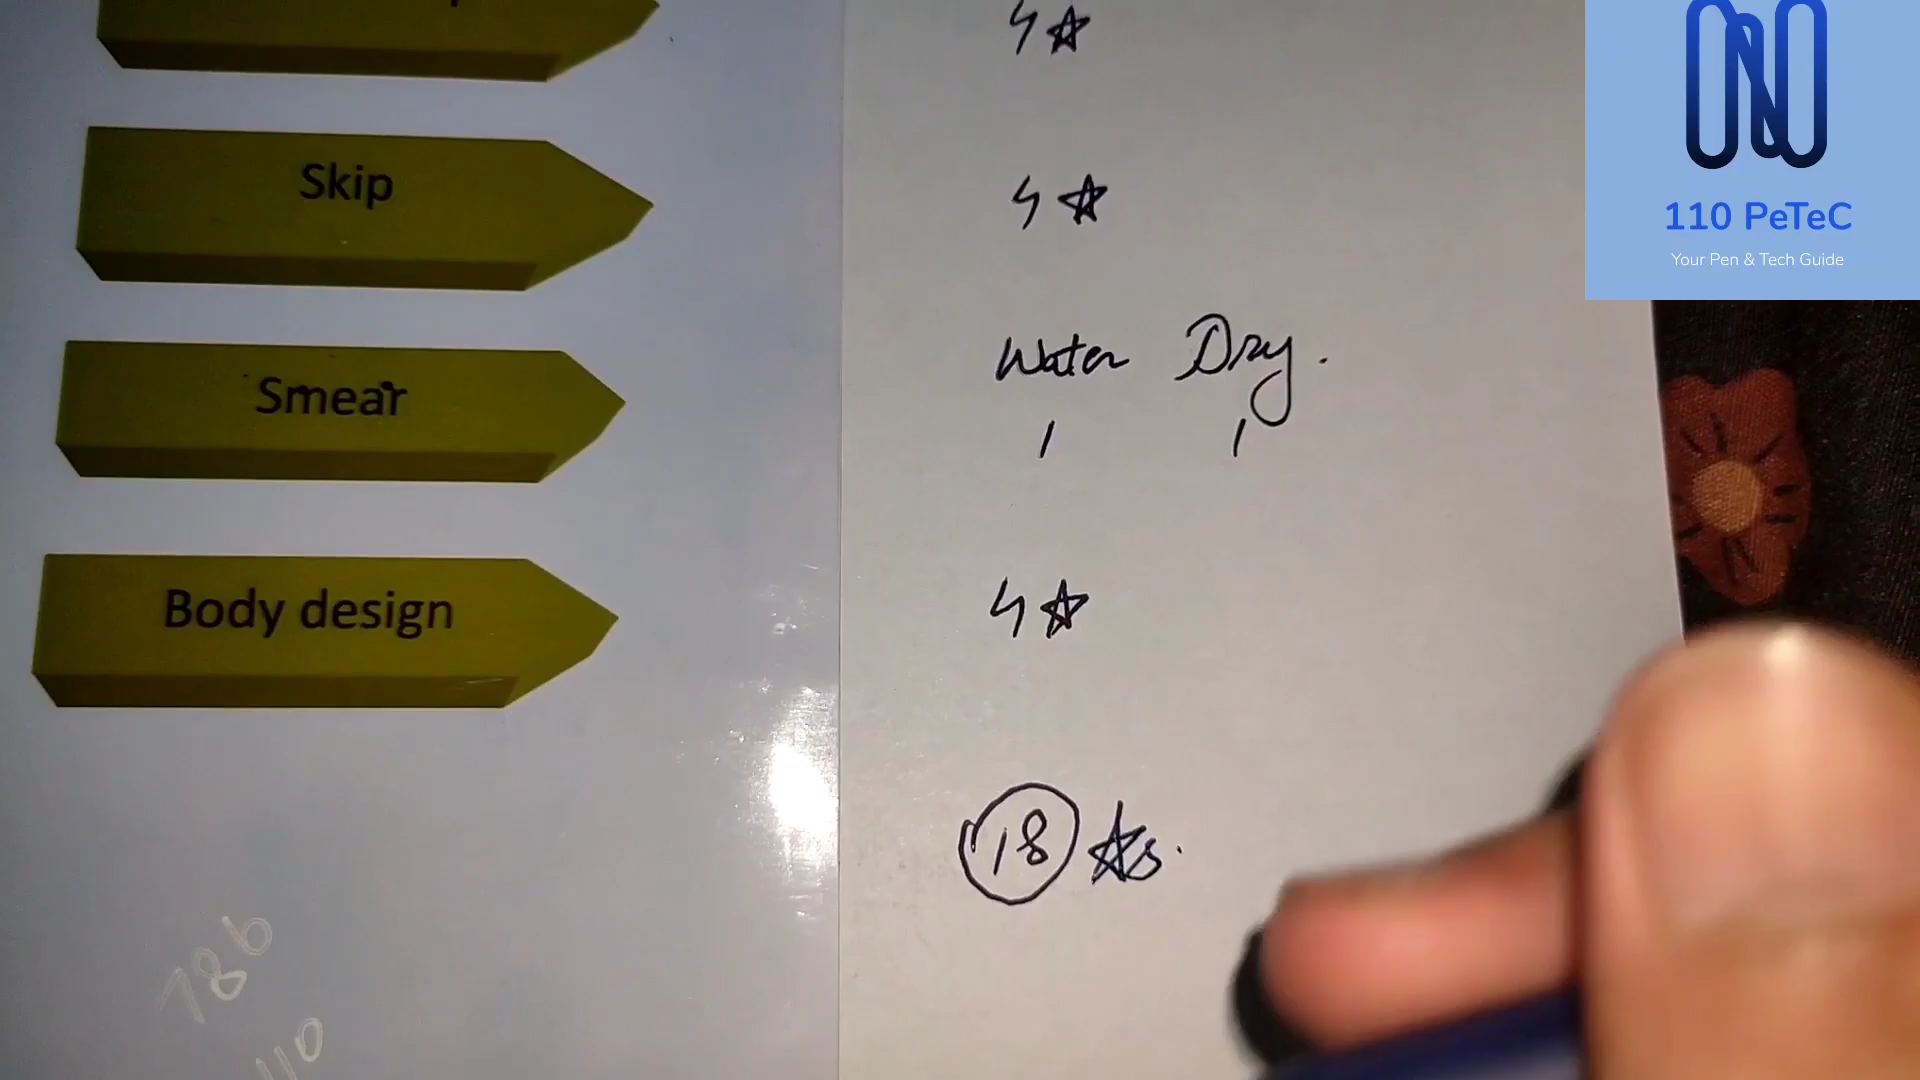 4☆
Skip
4☆
Smear
Water Dry.
1 1
Body design
4☆
18 ☆s.
786
110
110 PeTeC
Your Pen & Tech Guide